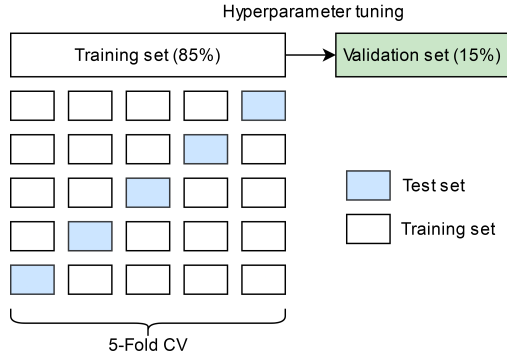 Hyperparameter tuning
Training set (85%)
Validation set (15%)
Test set
Training set
5-Fold CV